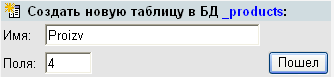 Создать новую таблицу в БД _products:
Имя: Proizv
Поля: 4 Пошел